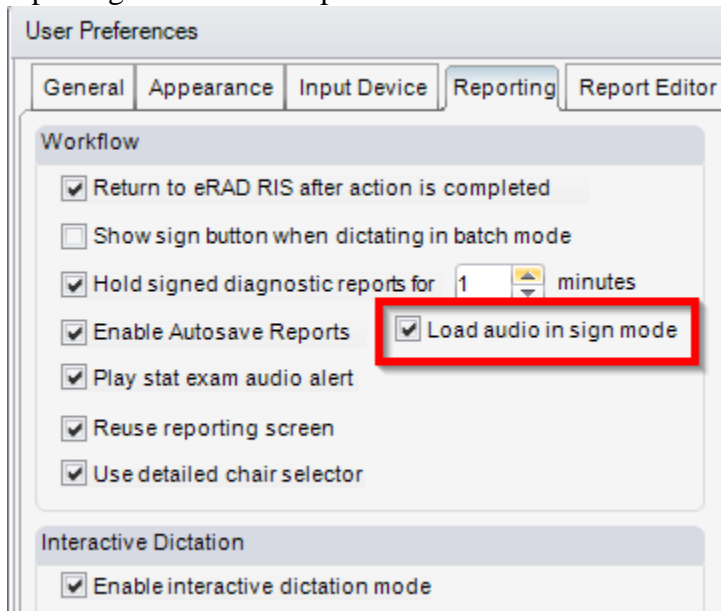 User Preferences
General Appearance Input Device Reporting Report Editor
Workflow
Return to eRAD RIS after action is completed
Show sign button when dictating in batch mode
Hold signed diagnostic reports for 1 minutes
Enable Autosave Reports Load audio in sign mode
Play stat exam audio alert
Reuse reporting screen
Use detailed chair selector
Interactive Dictation
Enable interactive dictation mode